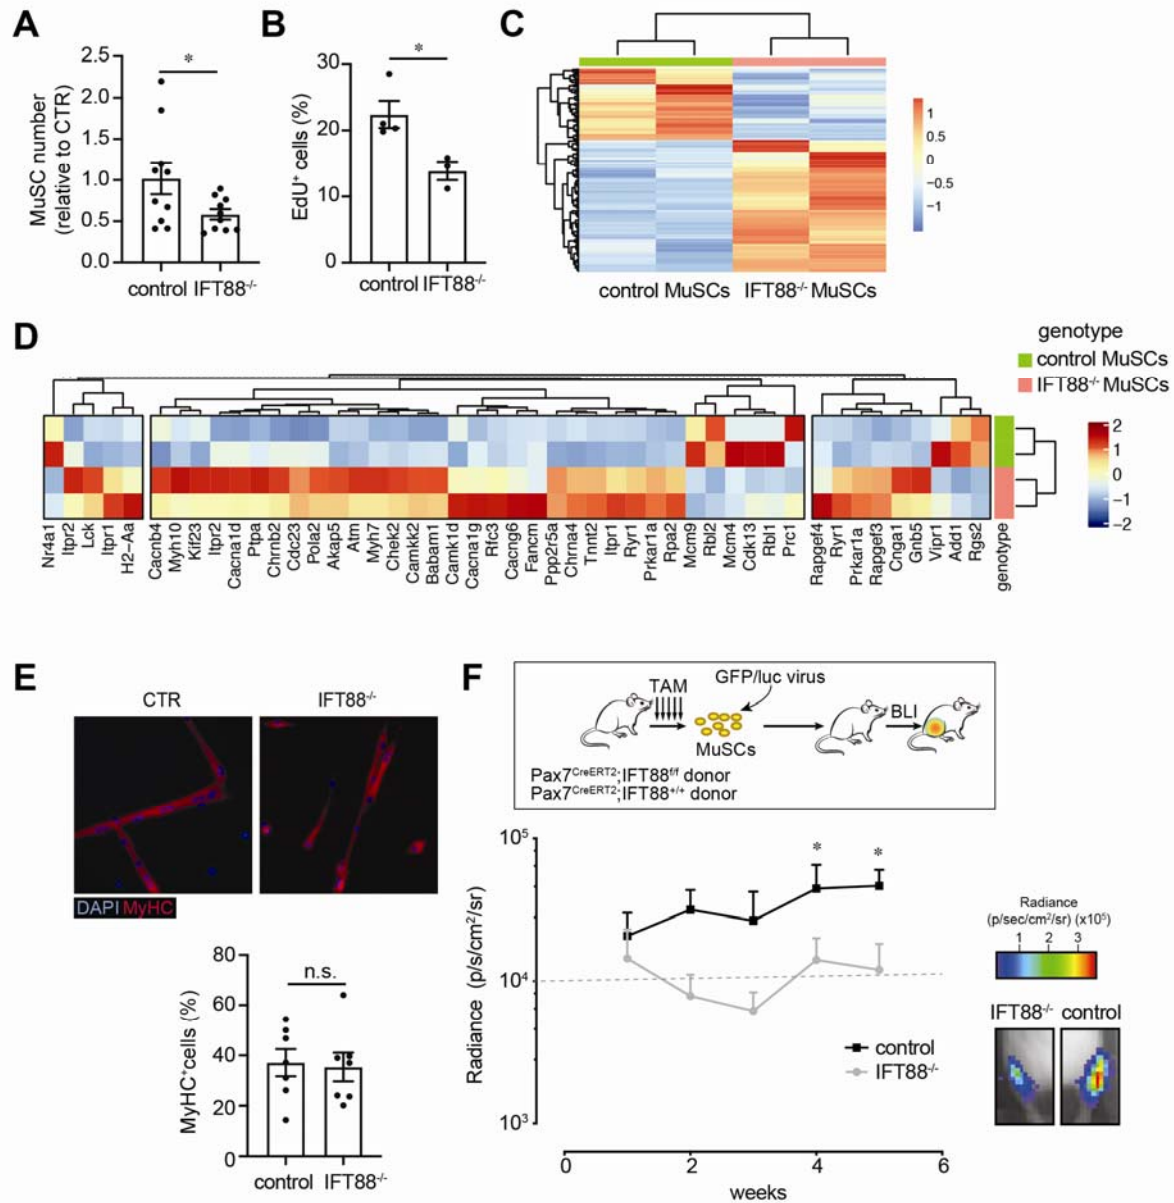 A
MuSC number
(relative to CTR)
2.5
2.0
1.5
1.0
0.5
0.0
*
control IFT88-/-
B
EdU+ cells (%)
30
20
10
0
*
control IFT88-/-
C
1
0.5
0
−0.5
−1
control MuSCs IFT88-/- MuSCs
D
genotype
control MuSCs
IFT88-/- MuSCs
2
1
0
−1
−2
Nr4a1
Itpr2
Lck
Itpr1
H2−Aa
Cacnb4
Myh10
Kif23
Itpr2
Cacna1d
Ptpa
Chrnb2
Cdc23
Pola2
Akap5
Atm
Myh7
Chek2
Camkk2
Babam1
Camk1d
Cacna1g
Rfc3
Cacng6
Fancm
Ppp2r5a
Chrna4
Tnnt2
Itpr1
Ryr1
Prkar1a
Rpa2
Mcm9
Rbl2
Mcm4
Cdk13
Rbl1
Prc1
Rapgef4
Ryr1
Prkar1a
Rapgef3
Cnga1
Gnb5
Vipr1
Add1
Rgs2
genotype
E
CTR
IFT88-/-
DAPI MyHC
MyHC+cells (%)
80
60
40
20
0
n.s.
control IFT88-/-
F
TAM
GFP/luc virus
MuSCs
BLI
Pax7CreERT2;IFT88f/f donor
Pax7CreERT2;IFT88+/+ donor
Radiance (p/s/cm2/sr)
10^5
10^4
10^3
*
*
control
IFT88-/-
0
2
4
6
weeks
Radiance
(p/sec/cm2/sr) (x10^5)
1 2 3
IFT88-/- control